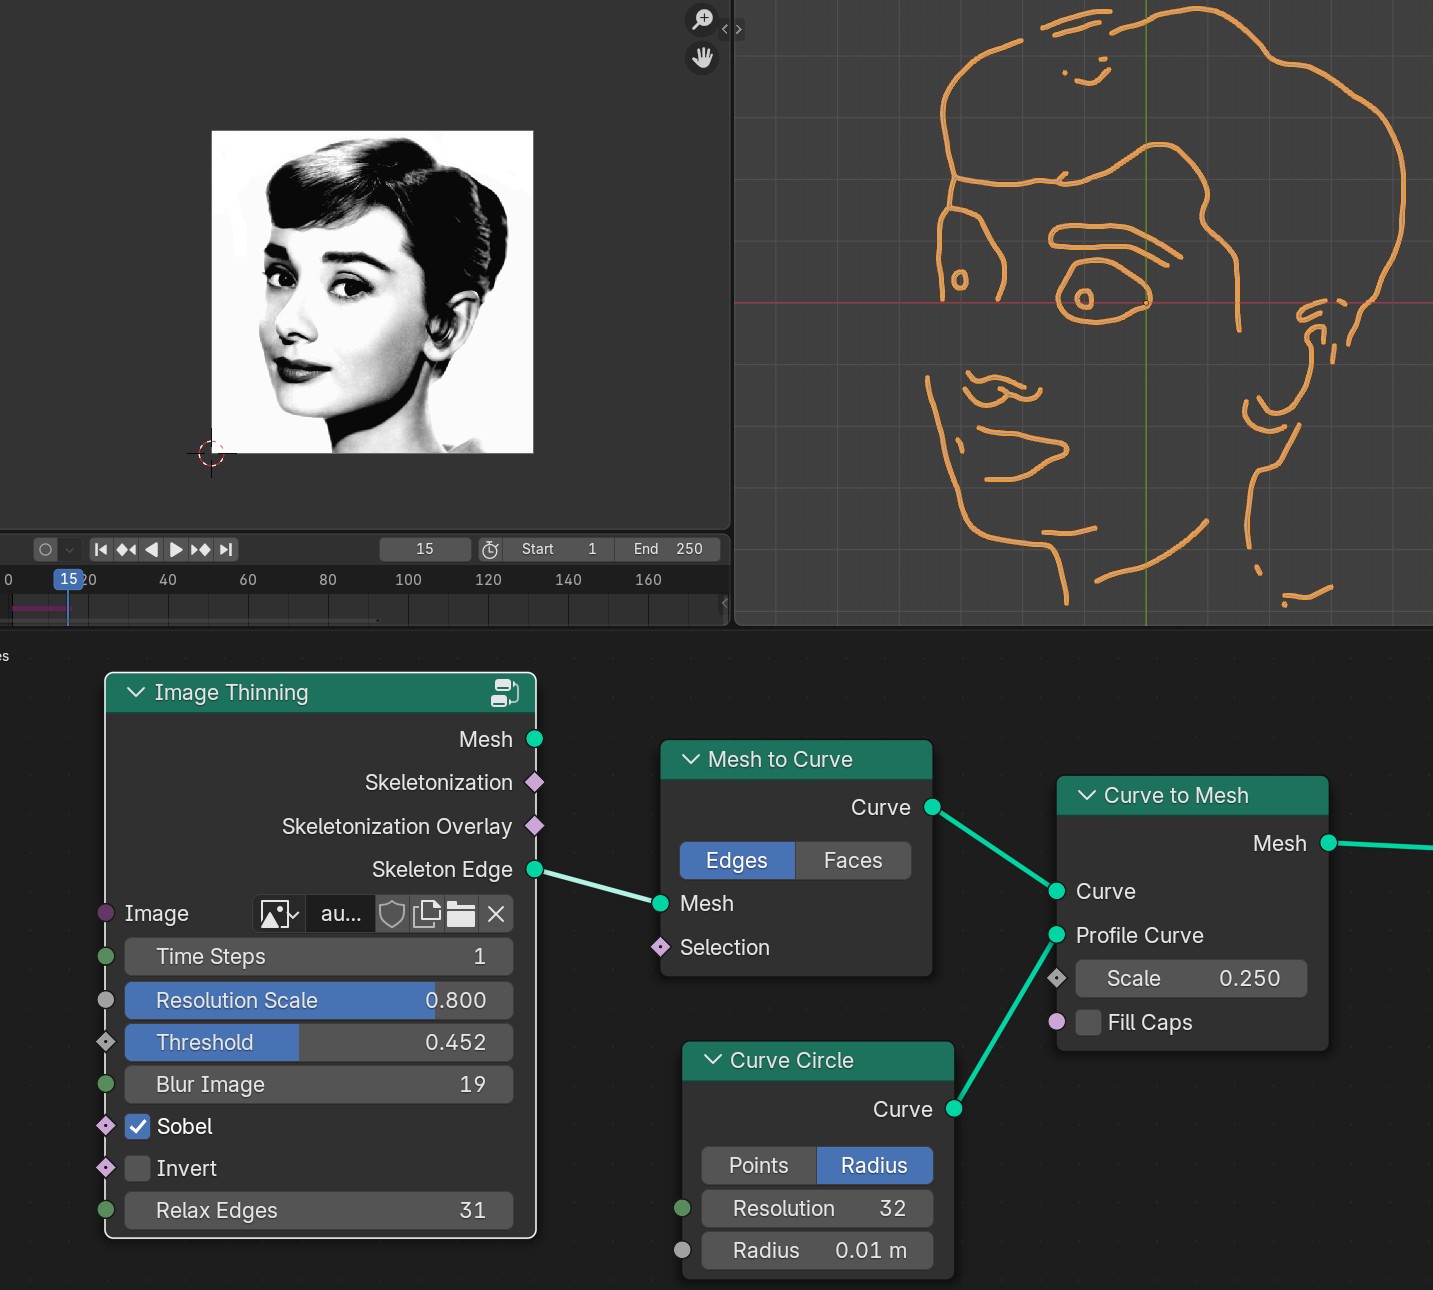 15
Start 1
End 250
0
15
20
40
60
80
100
120
140
160
es
Image Thinning
Mesh
Skeletonization
Skeletonization Overlay
Skeleton Edge
Image au...
Time Steps 1
Resolution Scale 0.800
Threshold 0.452
Blur Image 19
Sobel
Invert
Relax Edges 31
Mesh to Curve
Curve
Edges Faces
Mesh
Selection
Curve Circle
Curve
Points Radius
Resolution 32
Radius 0.01 m
Curve to Mesh
Mesh
Curve
Profile Curve
Scale 0.250
Fill Caps